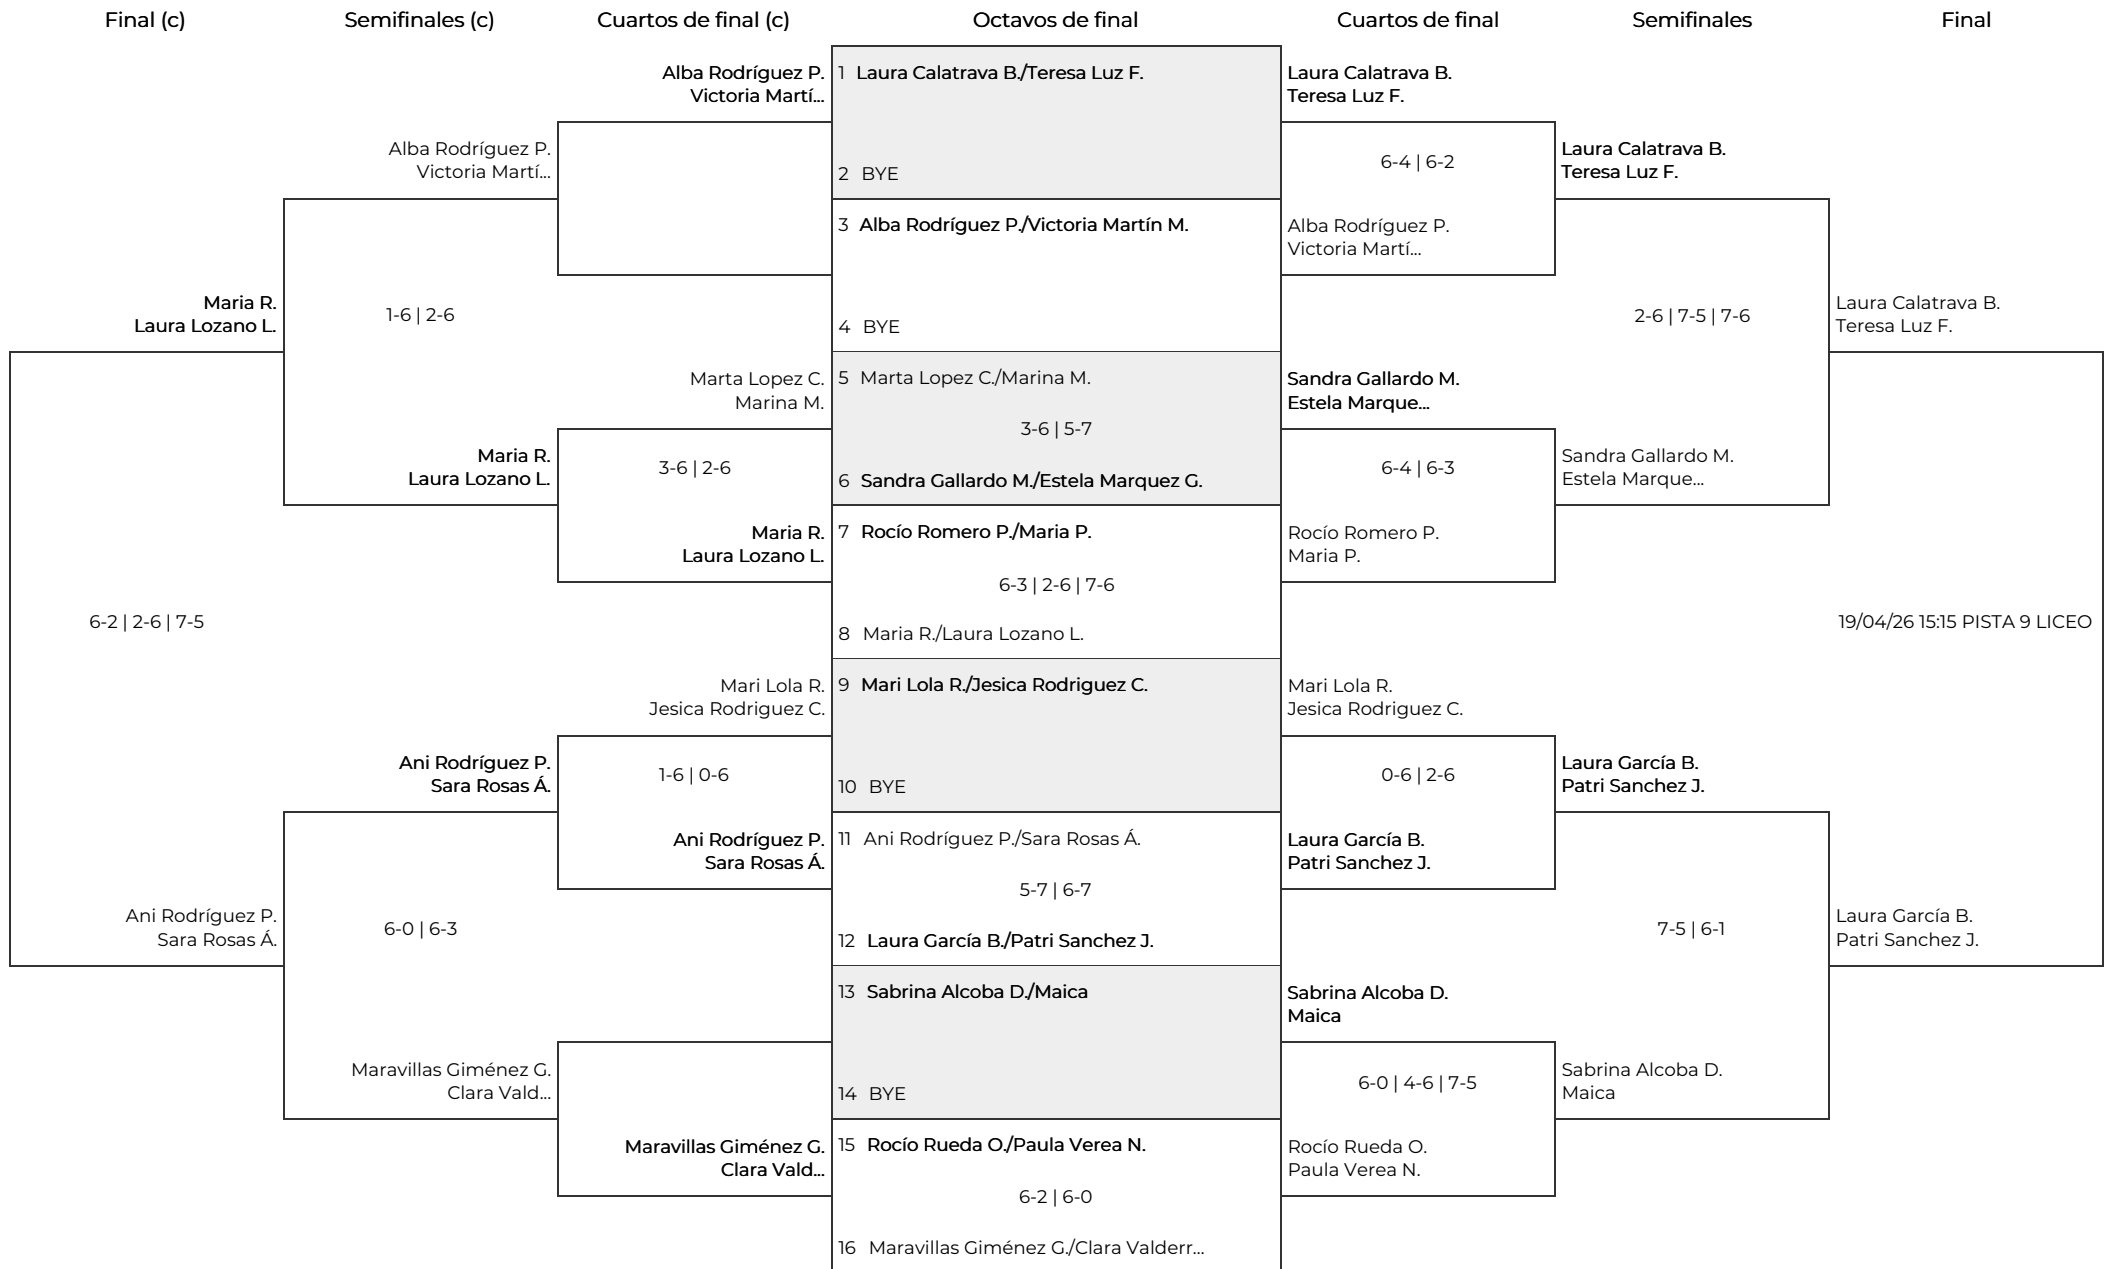 Final (c)
Semifinales (c)
Cuartos de final (c)
Octavos de final
Cuartos de final
Semifinales
Final
Maria R.
Laura Lozano L.
6-2 | 2-6 | 7-5
Ani Rodríguez P.
Sara Rosas Á.
Alba Rodríguez P.
Victoria Martí...
1-6 | 2-6
Maria R.
Laura Lozano L.
Ani Rodríguez P.
Sara Rosas Á.
6-0 | 6-3
Maravillas Giménez G.
Clara Vald...
Alba Rodríguez P.
Victoria Martí...
Marta Lopez C.
Marina M.
3-6 | 2-6
Maria R.
Laura Lozano L.
Mari Lola R.
Jesica Rodriguez C.
1-6 | 0-6
Ani Rodríguez P.
Sara Rosas Á.
Maravillas Giménez G.
Clara Vald...
1 Laura Calatrava B./Teresa Luz F.
2 BYE
3 Alba Rodríguez P./Victoria Martín M.
4 BYE
5 Marta Lopez C./Marina M.
3-6 | 5-7
6 Sandra Gallardo M./Estela Marquez G.
7 Rocío Romero P./Maria P.
6-3 | 2-6 | 7-6
8 Maria R./Laura Lozano L.
9 Mari Lola R./Jesica Rodriguez C.
10 BYE
11 Ani Rodríguez P./Sara Rosas Á.
5-7 | 6-7
12 Laura García B./Patri Sanchez J.
13 Sabrina Alcoba D./Maica
14 BYE
15 Rocío Rueda O./Paula Verea N.
6-2 | 6-0
16 Maravillas Giménez G./Clara Valderr...
Laura Calatrava B.
Teresa Luz F.
6-4 | 6-2
Alba Rodríguez P.
Victoria Martí...
Sandra Gallardo M.
Estela Marque...
6-4 | 6-3
Rocío Romero P.
Maria P.
Mari Lola R.
Jesica Rodriguez C.
0-6 | 2-6
Laura García B.
Patri Sanchez J.
Sabrina Alcoba D.
Maica
6-0 | 4-6 | 7-5
Rocío Rueda O.
Paula Verea N.
Laura Calatrava B.
Teresa Luz F.
2-6 | 7-5 | 7-6
Sandra Gallardo M.
Estela Marque...
Laura García B.
Patri Sanchez J.
7-5 | 6-1
Sabrina Alcoba D.
Maica
Laura Calatrava B.
Teresa Luz F.
19/04/26 15:15 PISTA 9 LICEO
Laura García B.
Patri Sanchez J.